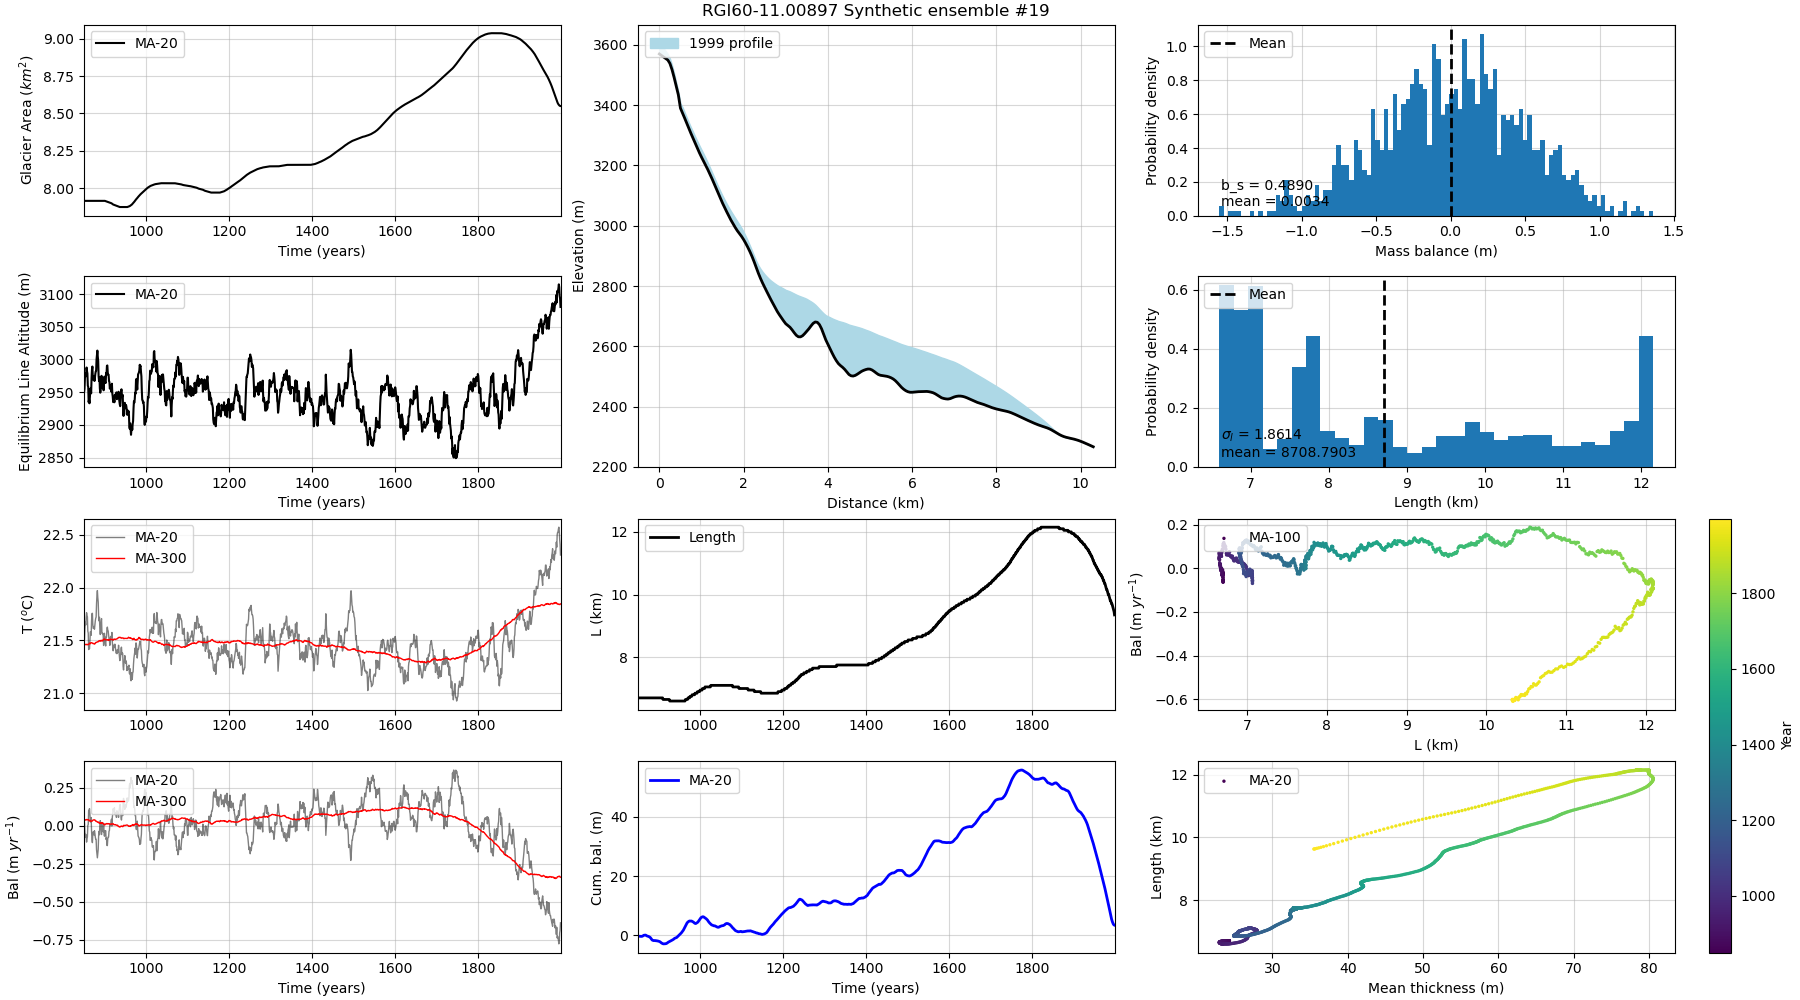 RGI60-11.00897 Synthetic ensemble #19
MA-20
9.00
8.75
8.50
8.25
8.00
Glacier Area (km²)
1000 1200 1400 1600 1800
Time (years)
1999 profile
3600
3400
3200
3000
2800
2600
2400
2200
Elevation (m)
0 2 4 6 8 10
Distance (km)
Mean
1.0
0.8
0.6
0.4
0.2
0.0
Probability density
b_s = 0.4890
mean = 0.0034
−1.5 −1.0 −0.5 0.0 0.5 1.0 1.5
Mass balance (m)
MA-20
3100
3050
3000
2950
2900
2850
Equilibrium Line Altitude (m)
1000 1200 1400 1600 1800
Time (years)
Mean
0.6
0.4
0.2
0.0
Probability density
σₗ = 1.8614
mean = 8708.7903
7 8 9 10 11 12
Length (km)
MA-20
MA-300
22.5
22.0
21.5
21.0
T (°C)
1000 1200 1400 1600 1800
Length
12
10
8
L (km)
1000 1200 1400 1600 1800
MA-100
0.2
0.0
−0.2
−0.4
−0.6
Bal (m yr⁻¹)
7 8 9 10 11 12
L (km)
1800
1600
1400
1200
1000
Year
MA-20
MA-300
0.25
0.00
−0.25
−0.50
−0.75
Bal (m yr⁻¹)
1000 1200 1400 1600 1800
Time (years)
MA-20
40
20
0
Cum. bal. (m)
1000 1200 1400 1600 1800
Time (years)
MA-20
12
10
8
Length (km)
30 40 50 60 70 80
Mean thickness (m)